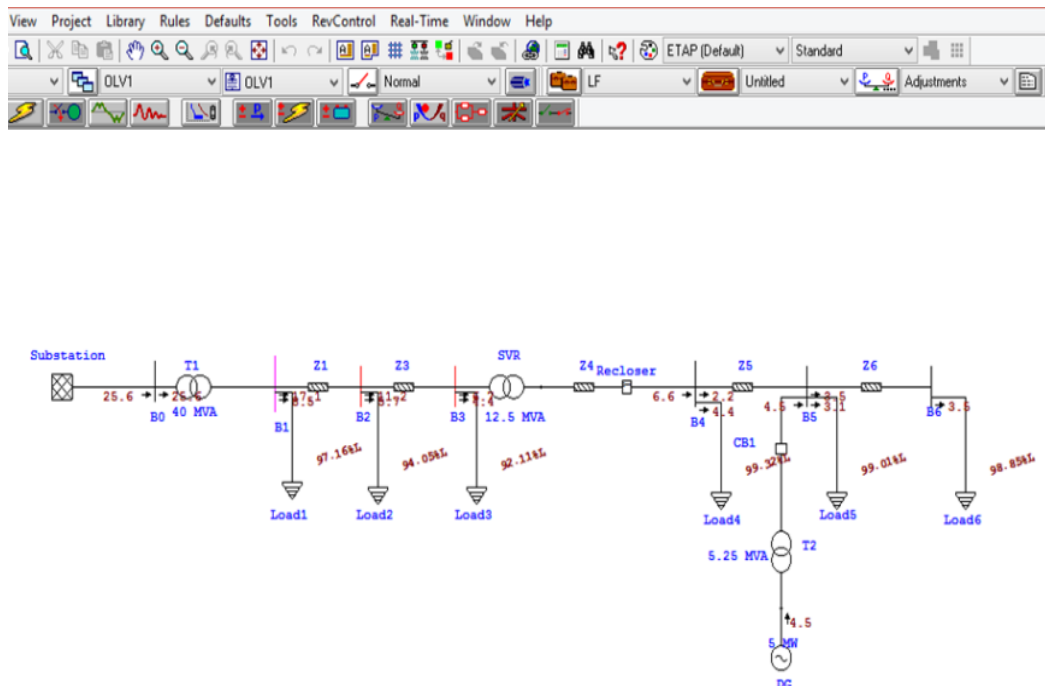 View Project Library Rules Defaults Tools RevControl Real-Time Window Help
ETAP (Default) Standard
OLV1 OLV1 Normal LF Untitled Adjustments
Substation
T1
Z1
Z3
SVR
Z4
Recloser
Z5
Z6
25.6
B0
40 MVA
B1
B2
B3
12.5 MVA
6.6
2.2
4.4
B4
4.5
3.1
B5
B6
3.5
CB1
97.16%L
94.05%L
92.11%L
99.32%L
99.01%L
98.85%L
Load1
Load2
Load3
Load4
Load5
Load6
T2
5.25 MVA
4.5
5 MW
DG